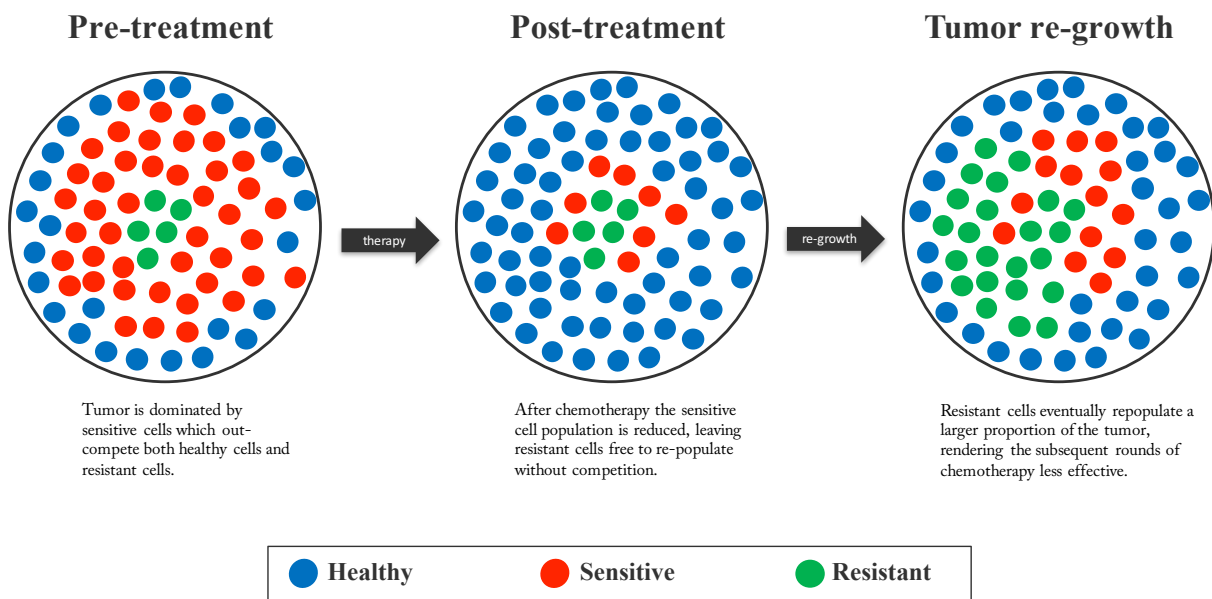 Pre-treatment
Post-treatment
Tumor re-growth
therapy
re-growth
Tumor is dominated by
sensitive cells which out-
compete both healthy cells and
resistant cells.
After chemotherapy the sensitive
cell population is reduced, leaving
resistant cells free to re-populate
without competition.
Resistant cells eventually repopulate a
larger proportion of the tumor,
rendering the subsequent rounds of
chemotherapy less effective.
Healthy
Sensitive
Resistant